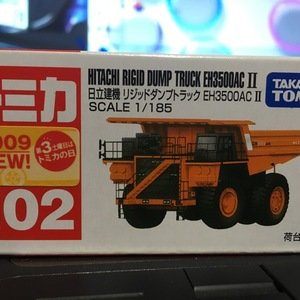 トミカ
HITACHI RIGID DUMP TRUCK EH3500AC II
日立建機 リジッドダンプトラック EH3500AC II
SCALE 1/185
TAKA
TOM
009
EW!
第3土曜日は
トミカの日
02
荷台